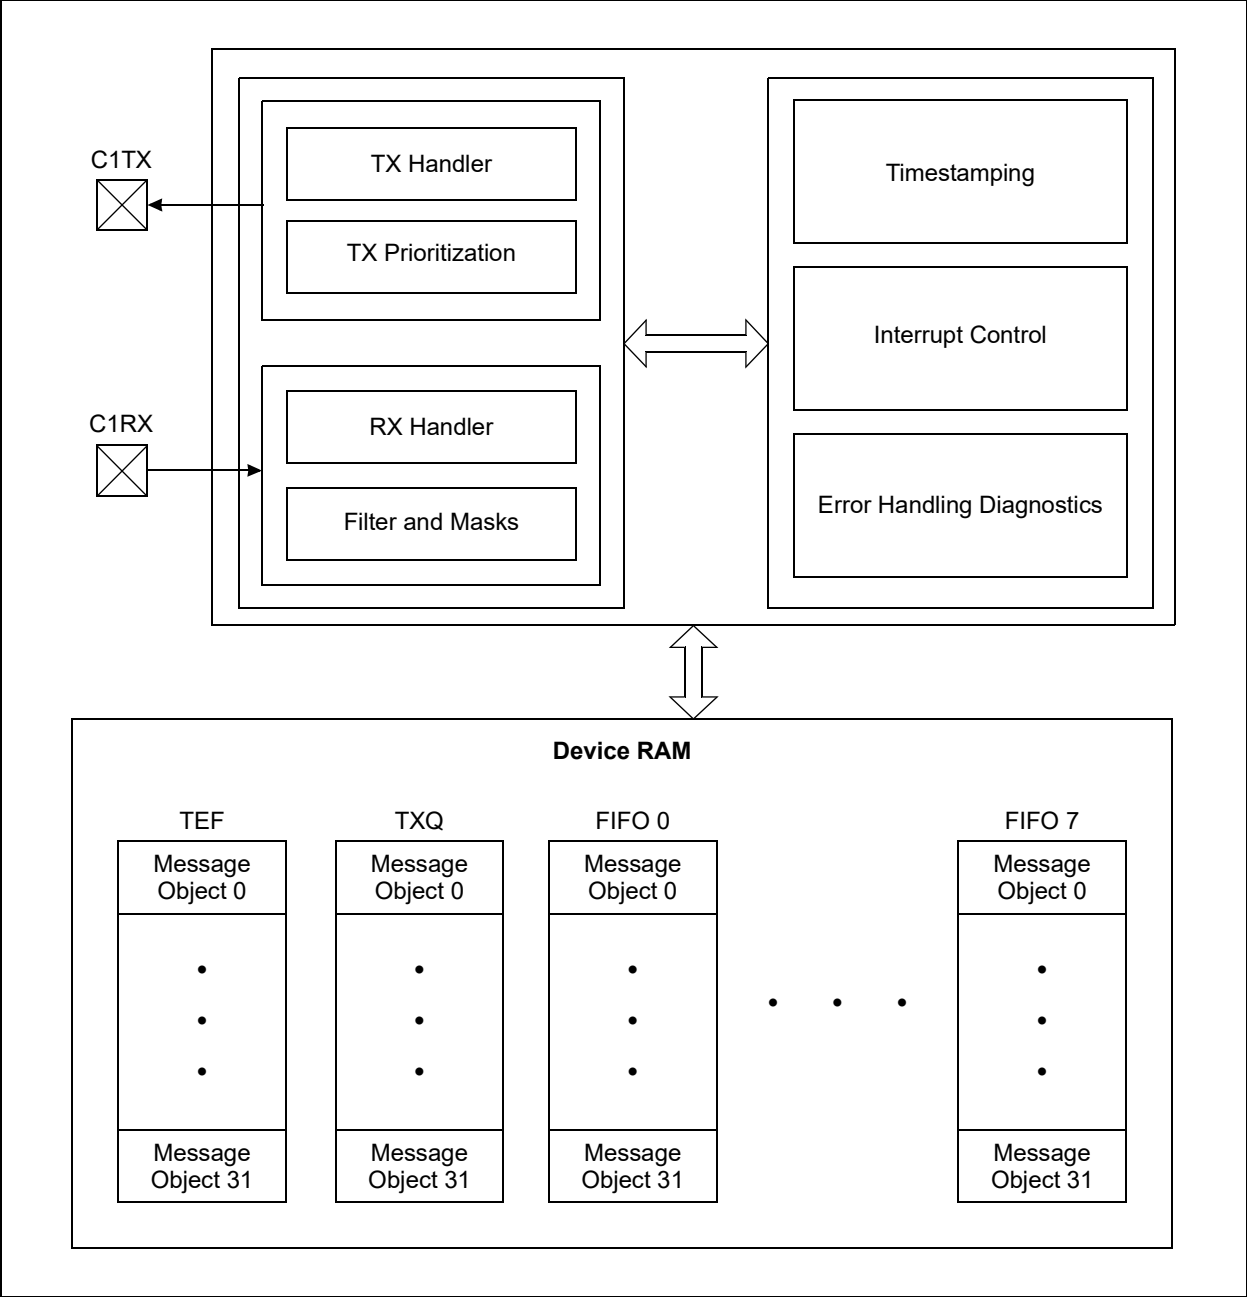 C1TX
TX Handler
TX Prioritization
C1RX
RX Handler
Filter and Masks
Timestamping
Interrupt Control
Error Handling Diagnostics
Device RAM
TEF
Message
Object 0
Message
Object 31
TXQ
Message
Object 0
Message
Object 31
FIFO 0
Message
Object 0
Message
Object 31
FIFO 7
Message
Object 0
Message
Object 31